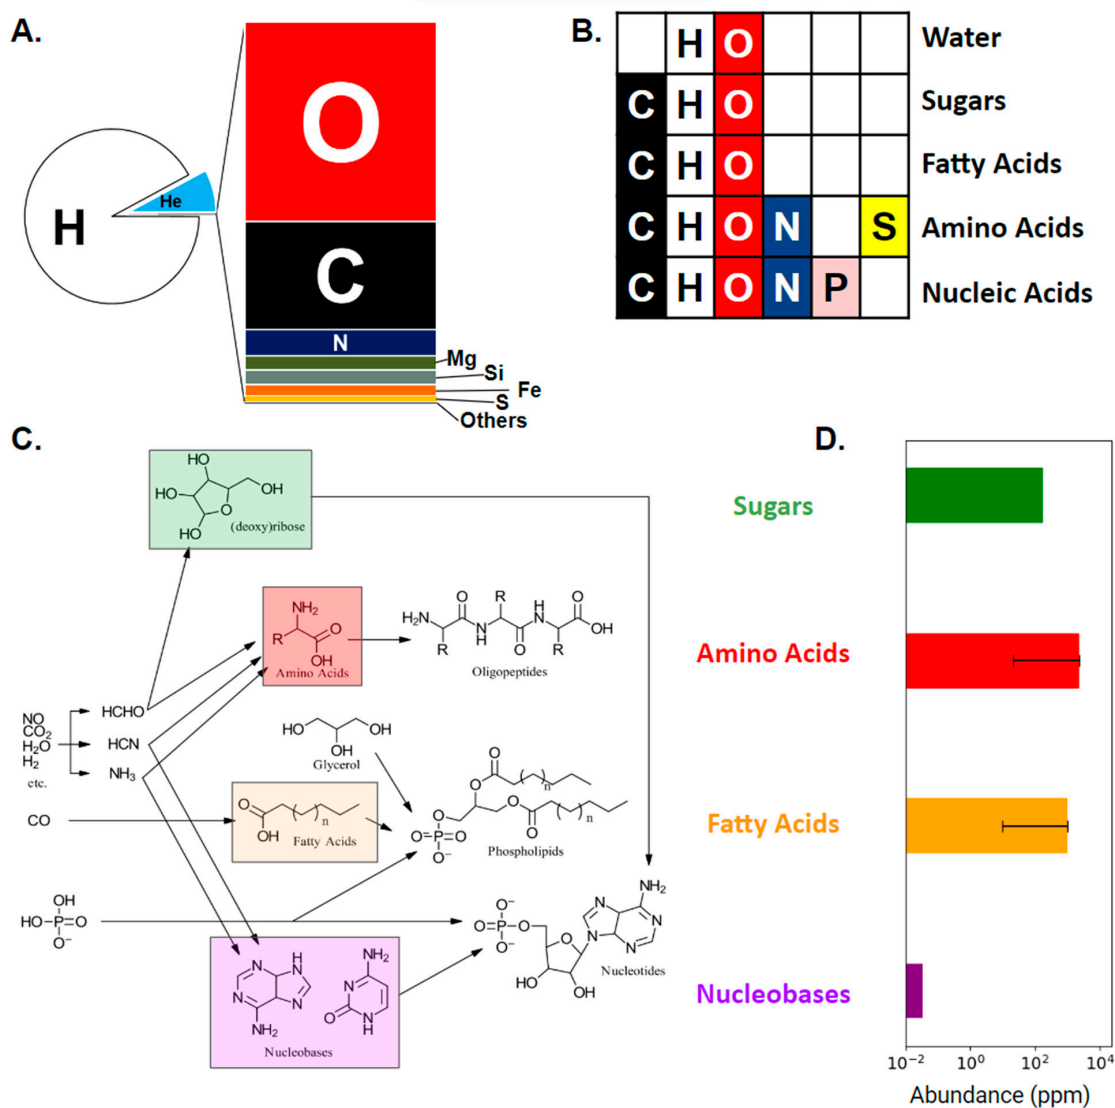 A.
O
H
He
C
N
Mg
Si
Fe
S
Others
B.
H O Water
C H O Sugars
C H O Fatty Acids
C H O N S Amino Acids
C H O N P Nucleic Acids
C.
HO
HO
OH
O
HO
(deoxy)ribose
NH₂
R
O
OH
Amino Acids
H₂N
R
O
N
H
R
O
H
N
R
O
OH
Oligopeptides
NO
CO₂
H₂O
H₂
etc.
HCHO
HCN
NH₃
HO
OH
OH
Glycerol
CO
O
OH
n
Fatty Acids
O
O
n
O
O
n
O
O=P-O
O⁻
Phospholipids
OH
HO-P=O
O⁻
N
H
N
N
N
NH₂
NH₂
N
O
N
H
Nucleobases
O⁻
O=P-O
O⁻
O
HO
OH
NH₂
N
N
N
N
Nucleotides
D.
Sugars
Amino Acids
Fatty Acids
Nucleobases
10⁻² 10⁰ 10² 10⁴
Abundance (ppm)